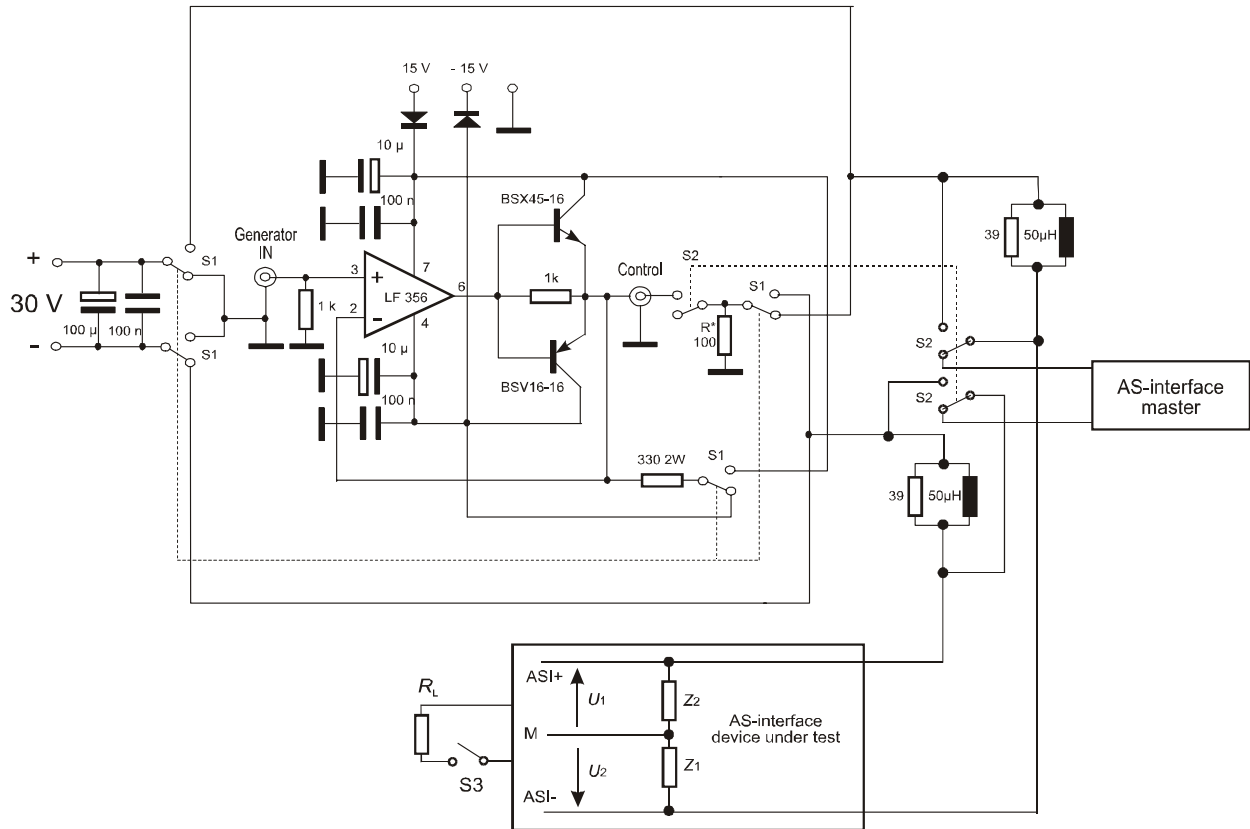 15 V
- 15 V
10 µ
100 n
BSX45-16
Generator
IN
S1
+
30 V
-
100 µ
100 n
S1
1 k
3
2
+
-
LF 356
7
4
6
1k
Control
S2
S1
R*
100
39
50µH
S2
S2
AS-interface
master
10 µ
100 n
BSV16-16
330 2W
S1
39
50µH
RL
S3
ASI+
U1
M
U2
ASI-
Z2
Z1
AS-interface
device under test